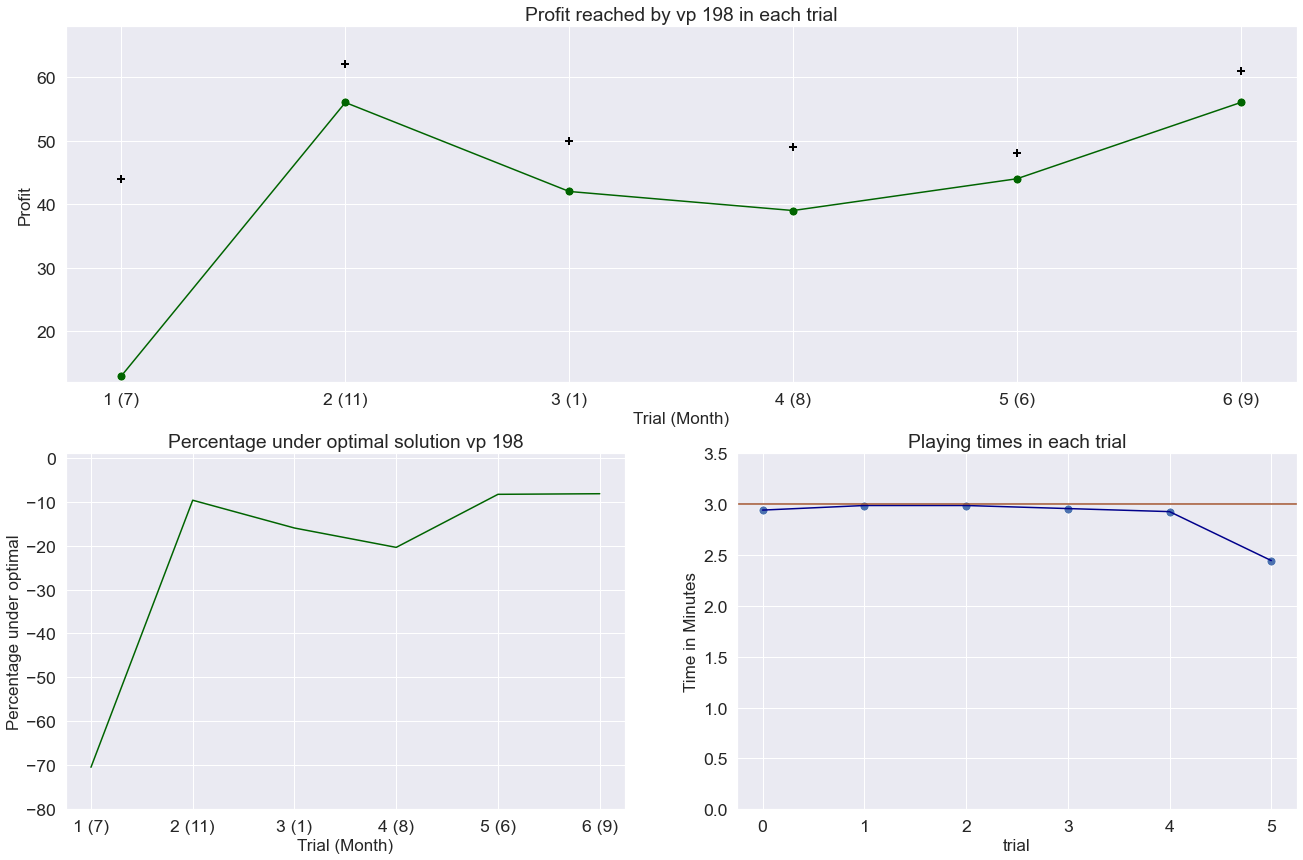 Profit reached by vp 198 in each trial
Profit
60
50
40
30
20
1 (7) 2 (11) 3 (1) 4 (8) 5 (6) 6 (9)
Trial (Month)
Percentage under optimal solution vp 198
Percentage under optimal
0
−10
−20
−30
−40
−50
−60
−70
−80
1 (7) 2 (11) 3 (1) 4 (8) 5 (6) 6 (9)
Trial (Month)
Playing times in each trial
Time in Minutes
3.5
3.0
2.5
2.0
1.5
1.0
0.5
0.0
0 1 2 3 4 5
trial